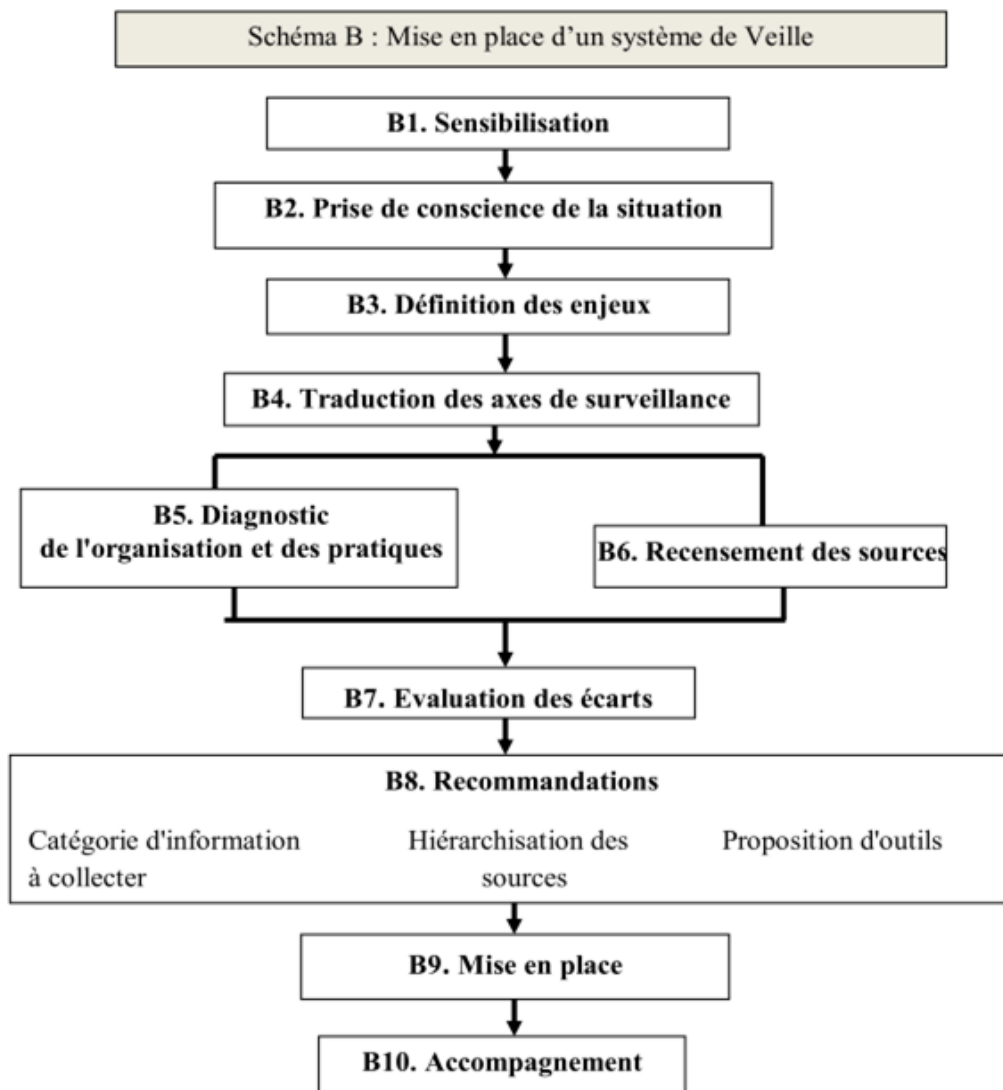 Schéma B : Mise en place d’un système de Veille
B1. Sensibilisation
B2. Prise de conscience de la situation
B3. Définition des enjeux
B4. Traduction des axes de surveillance
B5. Diagnostic
de l'organisation et des pratiques
B6. Recensement des sources
B7. Evaluation des écarts
B8. Recommandations
Catégorie d'information
à collecter
Hiérarchisation des
sources
Proposition d'outils
B9. Mise en place
B10. Accompagnement